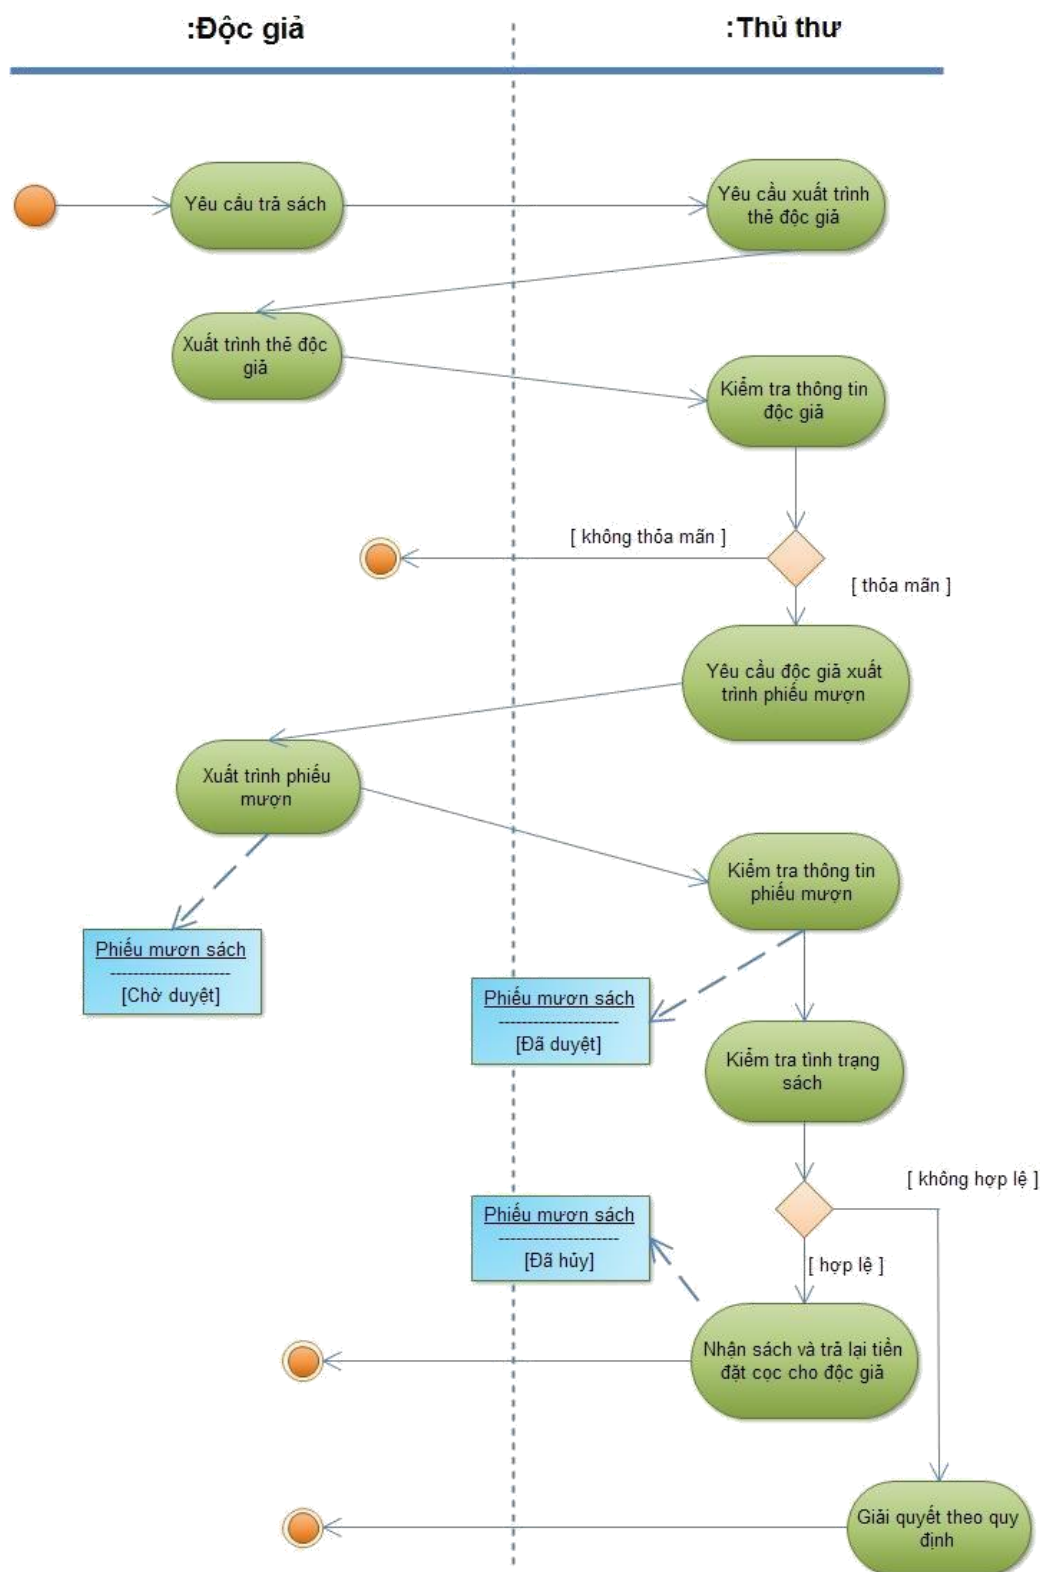 :Độc giả
:Thủ thư
Yêu cầu trả sách
Yêu cầu xuất trình
thẻ độc giả
Xuất trình thẻ độc
giả
Kiểm tra thông tin
độc giả
[ không thỏa mãn ]
[ thỏa mãn ]
Yêu cầu độc giả xuất
trình phiếu mượn
Xuất trình phiếu
mượn
Kiểm tra thông tin
phiếu mượn
Phiếu mươn sách
--------------------
[Chờ duyệt]
Phiếu mươn sách
--------------------
[Đã duyệt]
Kiểm tra tình trạng
sách
[ không hợp lệ ]
Phiếu mươn sách
--------------------
[Đã hủy]
[ hợp lệ ]
Nhận sách và trả lại tiền
đặt cọc cho độc giả
Giải quyết theo quy
định